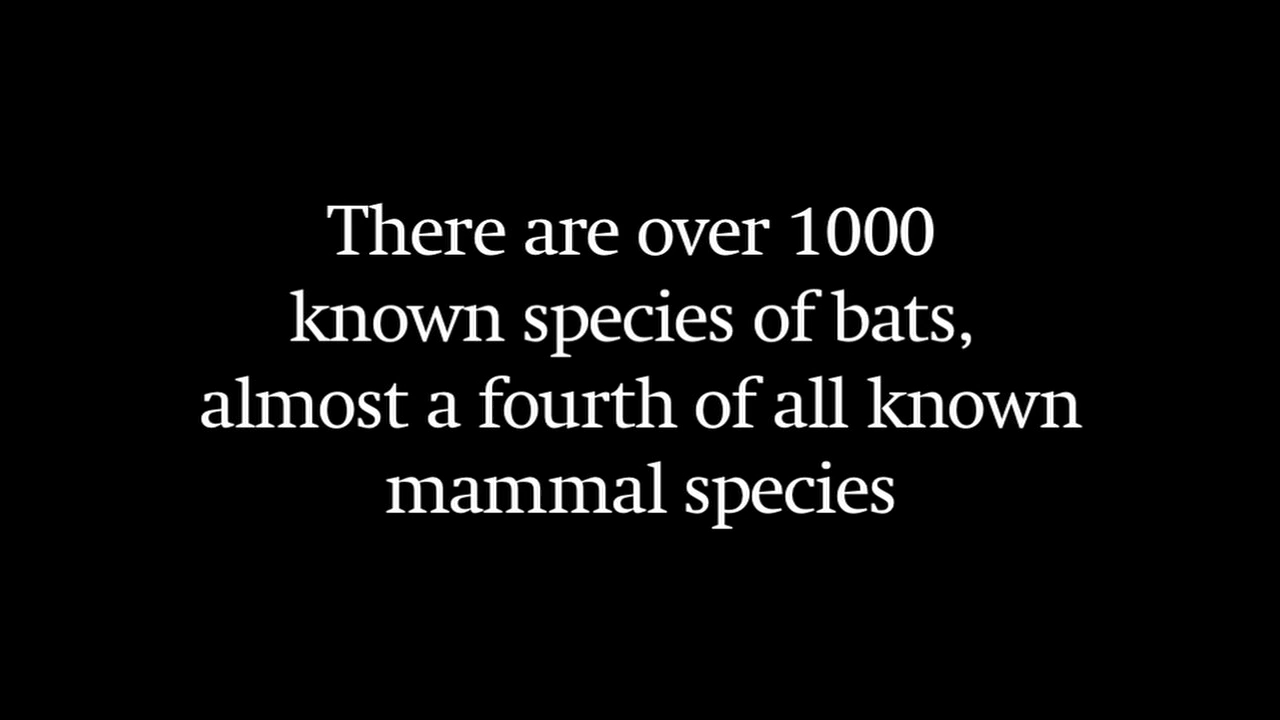 There are over 1000
known species of bats,
almost a fourth of all known
mammal species